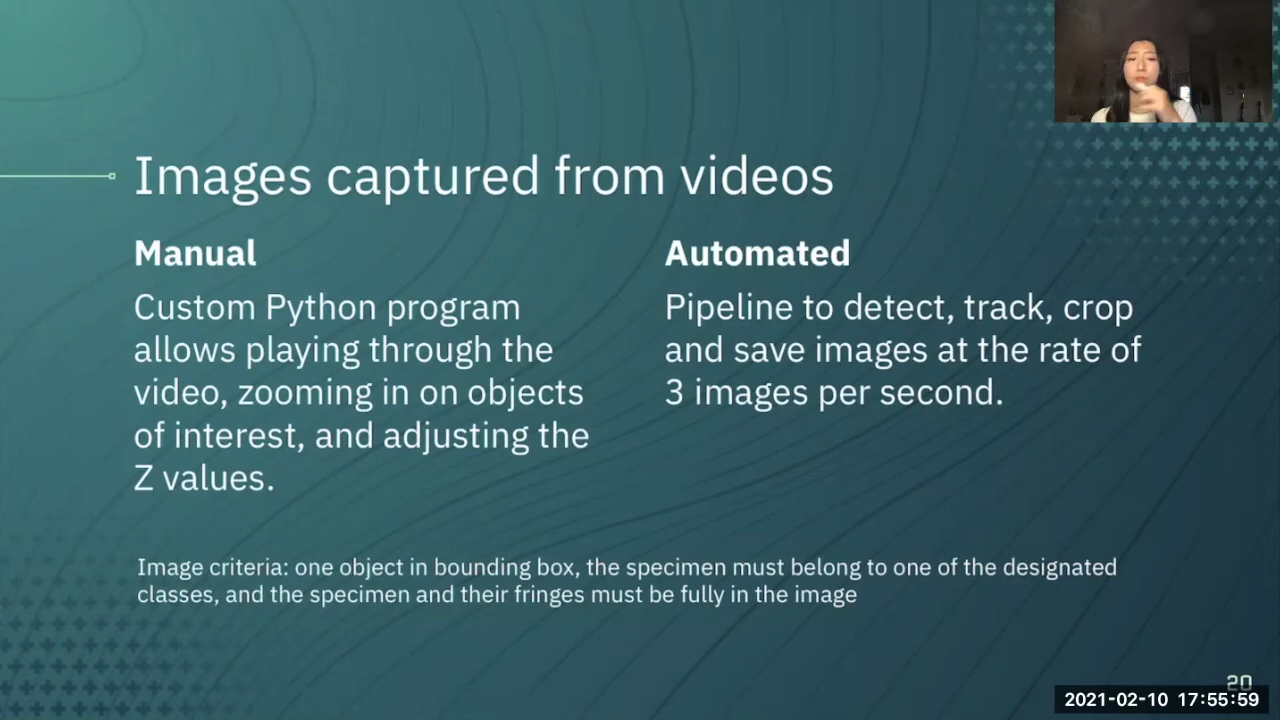 Images captured from videos
Manual
Custom Python program
allows playing through the
video, zooming in on objects
of interest, and adjusting the
Z values.
Automated
Pipeline to detect, track, crop
and save images at the rate of
3 images per second.
Image criteria: one object in bounding box, the specimen must belong to one of the designated
classes, and the specimen and their fringes must be fully in the image
20
2021-02-10 17:55:59